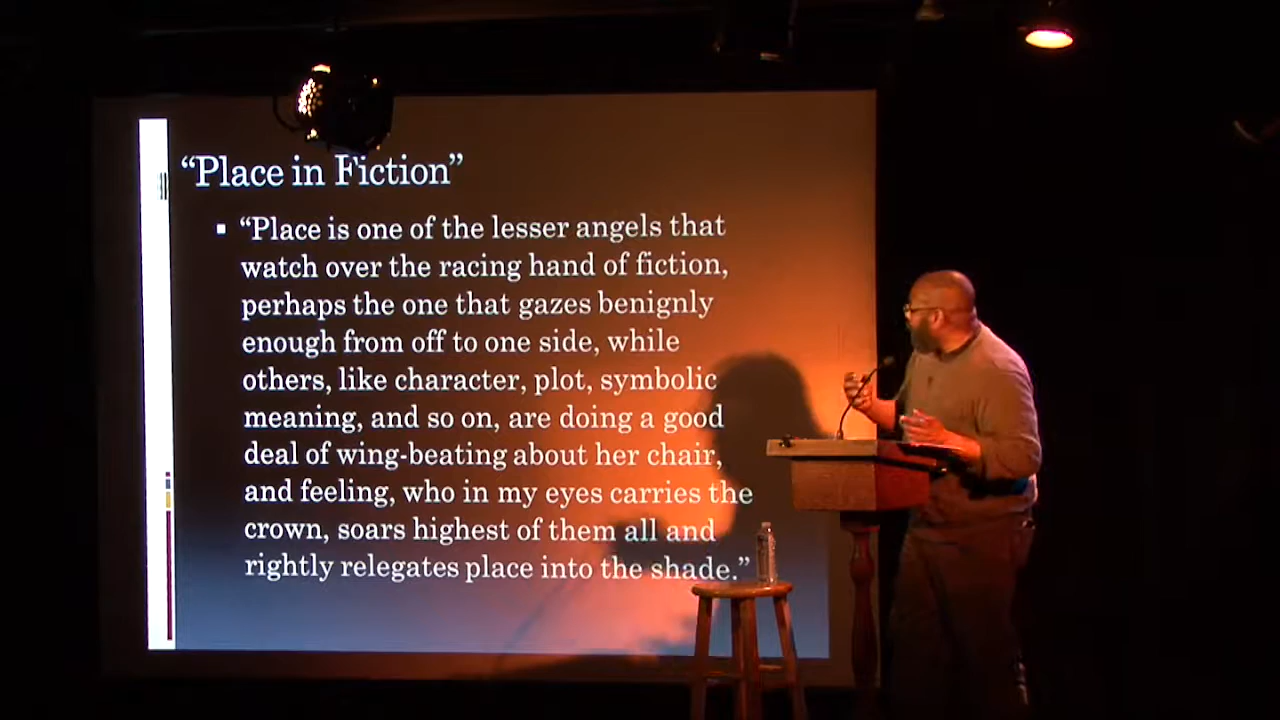 “Place in Fiction”
▪ “Place is one of the lesser angels that
watch over the racing hand of fiction,
perhaps the one that gazes benignly
enough from off to one side, while
others, like character, plot, symbolic
meaning, and so on, are doing a good
deal of wing-beating about her chair,
and feeling, who in my eyes carries the
crown, soars highest of them all and
rightly relegates place into the shade.”